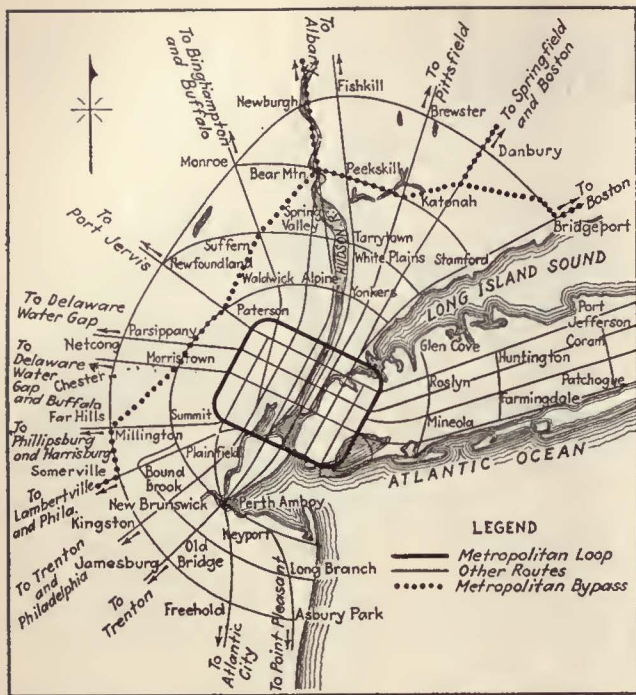 To
Albany
To Binghampton
and Buffalo
Newburgh
Fishkill
To
Pittsfield
Brewster
To Springfield
and Boston
Danbury
Monroe
Bear Mtn.
Peekskill
Katonah
To
Boston
Bridgeport
To
Port Jervis
Suffern
Newfoundland
Spring
Valley
HUDSON R.
Tarrytown
White Plains
Stamford
Waldwick
Alpine
Yonkers
LONG ISLAND SOUND
To Delaware
Water Gap
Paterson
Parsippany
Netcong
Morristown
To
Delaware
Water
Gap
and Buffalo
Chester
Glen Cove
Port
Jefferson
Coram
Huntington
Roslyn
Patchogue
Farmingdale
Mineola
Far Hills
Summit
To
Phillipsburg
and Harrisburg
Millington
Plainfield
ATLANTIC OCEAN
Somerville
Bound
Brook
To
Lambertville
and Phila.
New Brunswick
Perth Amboy
Kingston
Keyport
Old
Bridge
Jamesburg
To Trenton
and
Philadelphia
To
Trenton
Long Branch
Freehold
Asbury Park
To
Atlantic
City
To Point Pleasant
LEGEND
Metropolitan Loop
Other Routes
Metropolitan Bypass